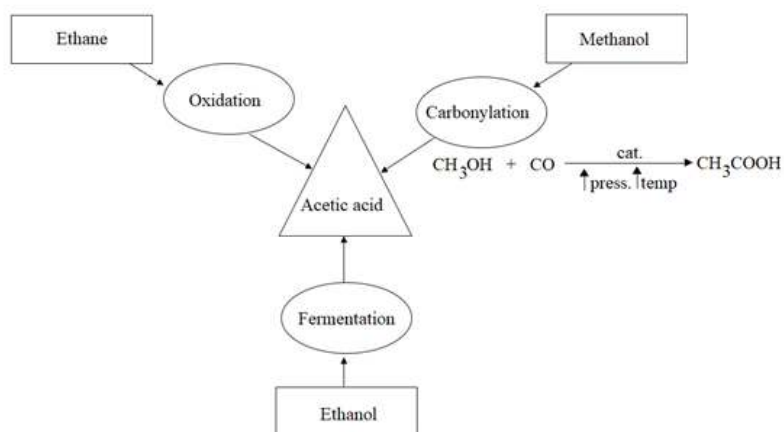 Ethane
Methanol
Oxidation
Carbonylation
CH3OH + CO cat. CH3COOH
↑press. ↑temp
Acetic acid
Fermentation
Ethanol